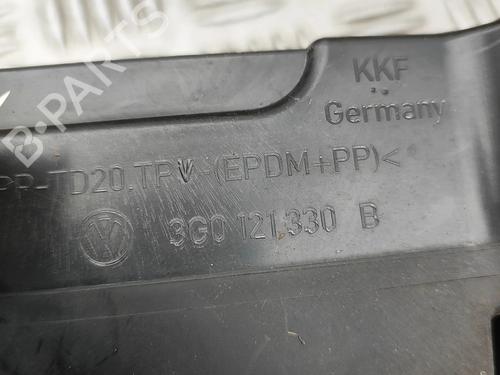 B-PARTS
KKF
Germany
PP-TD20.TPV-(EPDM+PP)<
3G0 121 330 B